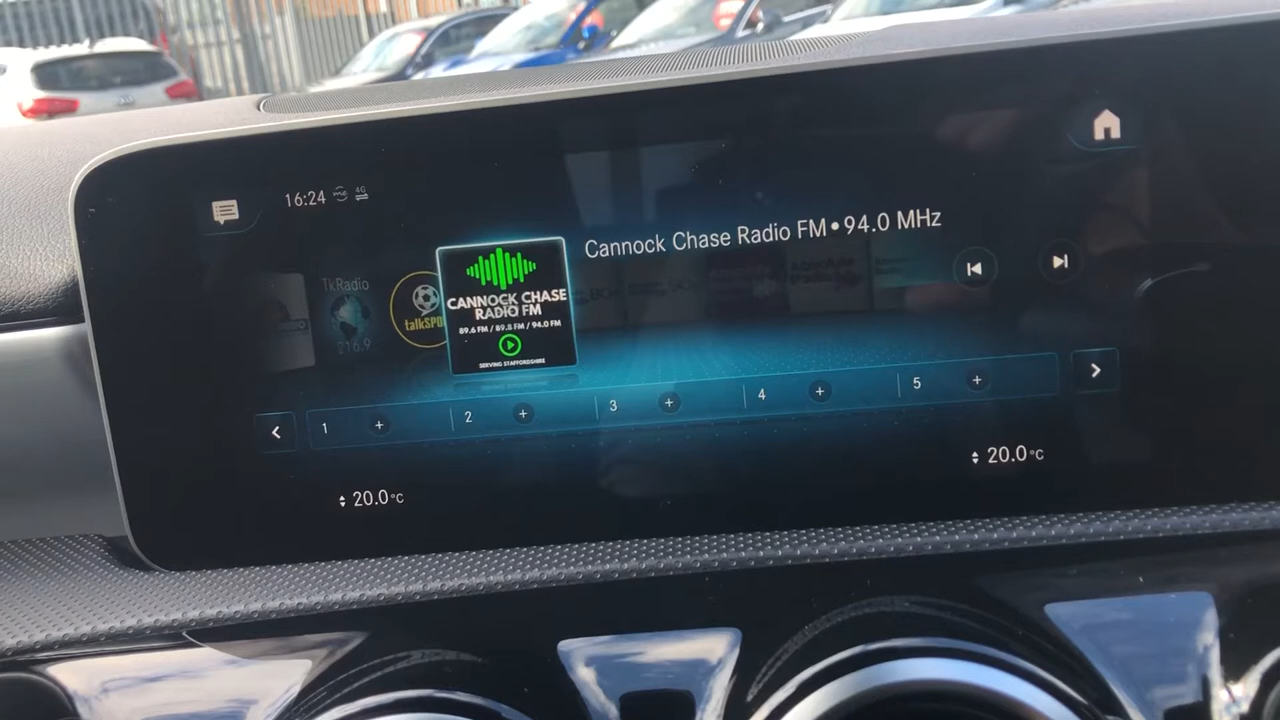 16:24 me 4G
Cannock Chase Radio FM•94.0 MHz
TkRadio
216.9
talkSPO
CANNOCK CHASE
RADIO FM
89.6 FM / 89.8 FM / 94.0 FM
SERVING STAFFORDSHIRE
1 + 2 + 3 + 4 + 5 +
20.0°C
20.0°C